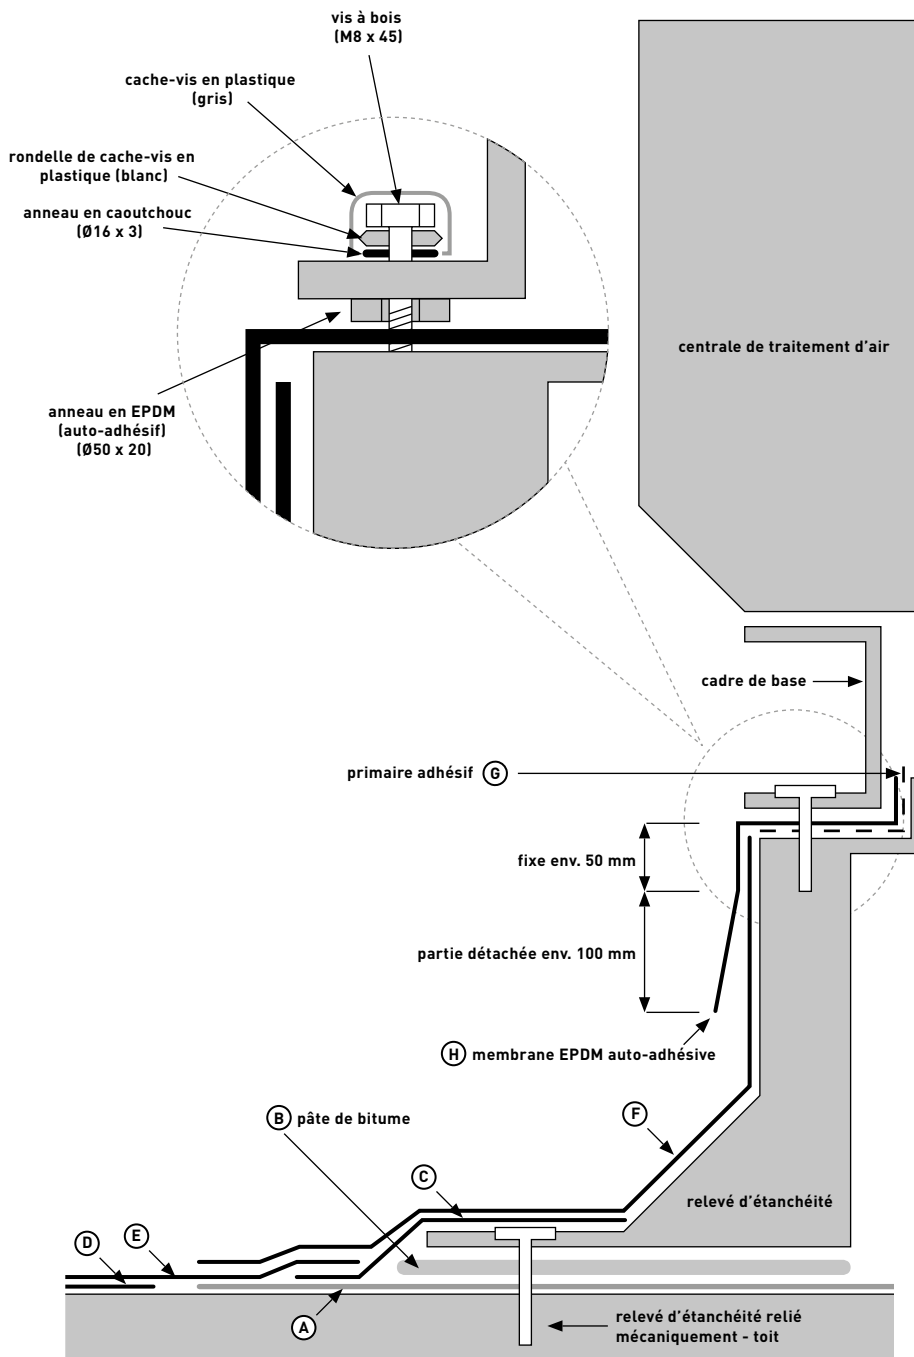 vis à bois
(M8 x 45)
cache-vis en plastique
(gris)
rondelle de cache-vis en
plastique (blanc)
anneau en caoutchouc
(Ø16 x 3)
centrale de traitement d’air
anneau en EPDM
(auto-adhésif)
(Ø50 x 20)
cadre de base
primaire adhésif G
fixe env. 50 mm
partie détachée env. 100 mm
H membrane EPDM auto-adhésive
B pâte de bitume
F
C
relevé d’étanchéité
E
D
A
relevé d’étanchéité relié
mécaniquement - toit